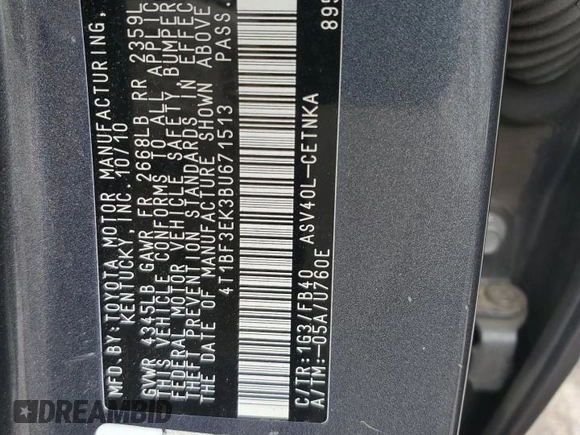 MFD.BY:TOYOTA MOTOR MANUFACTURING,
KENTUCKY, INC. 10/10
GVWR 4345LB GAWR FR 2668LB RR 2359L
THIS VEHICLE CONFORMS TO ALL APPLIC
FEDERAL MOTOR VEHICLE SAFETY, BUMPER
THEFT PREVENTION STANDARDS IN EFFEC
THE DATE OF MANUFACTURE SHOWN ABOVE
4T1BF3EK3BU671513 PASS.
899
C/TR:1G3/FB40 ASV40L-CETNKA
A/TM:-05A/U760E
DREAMBID